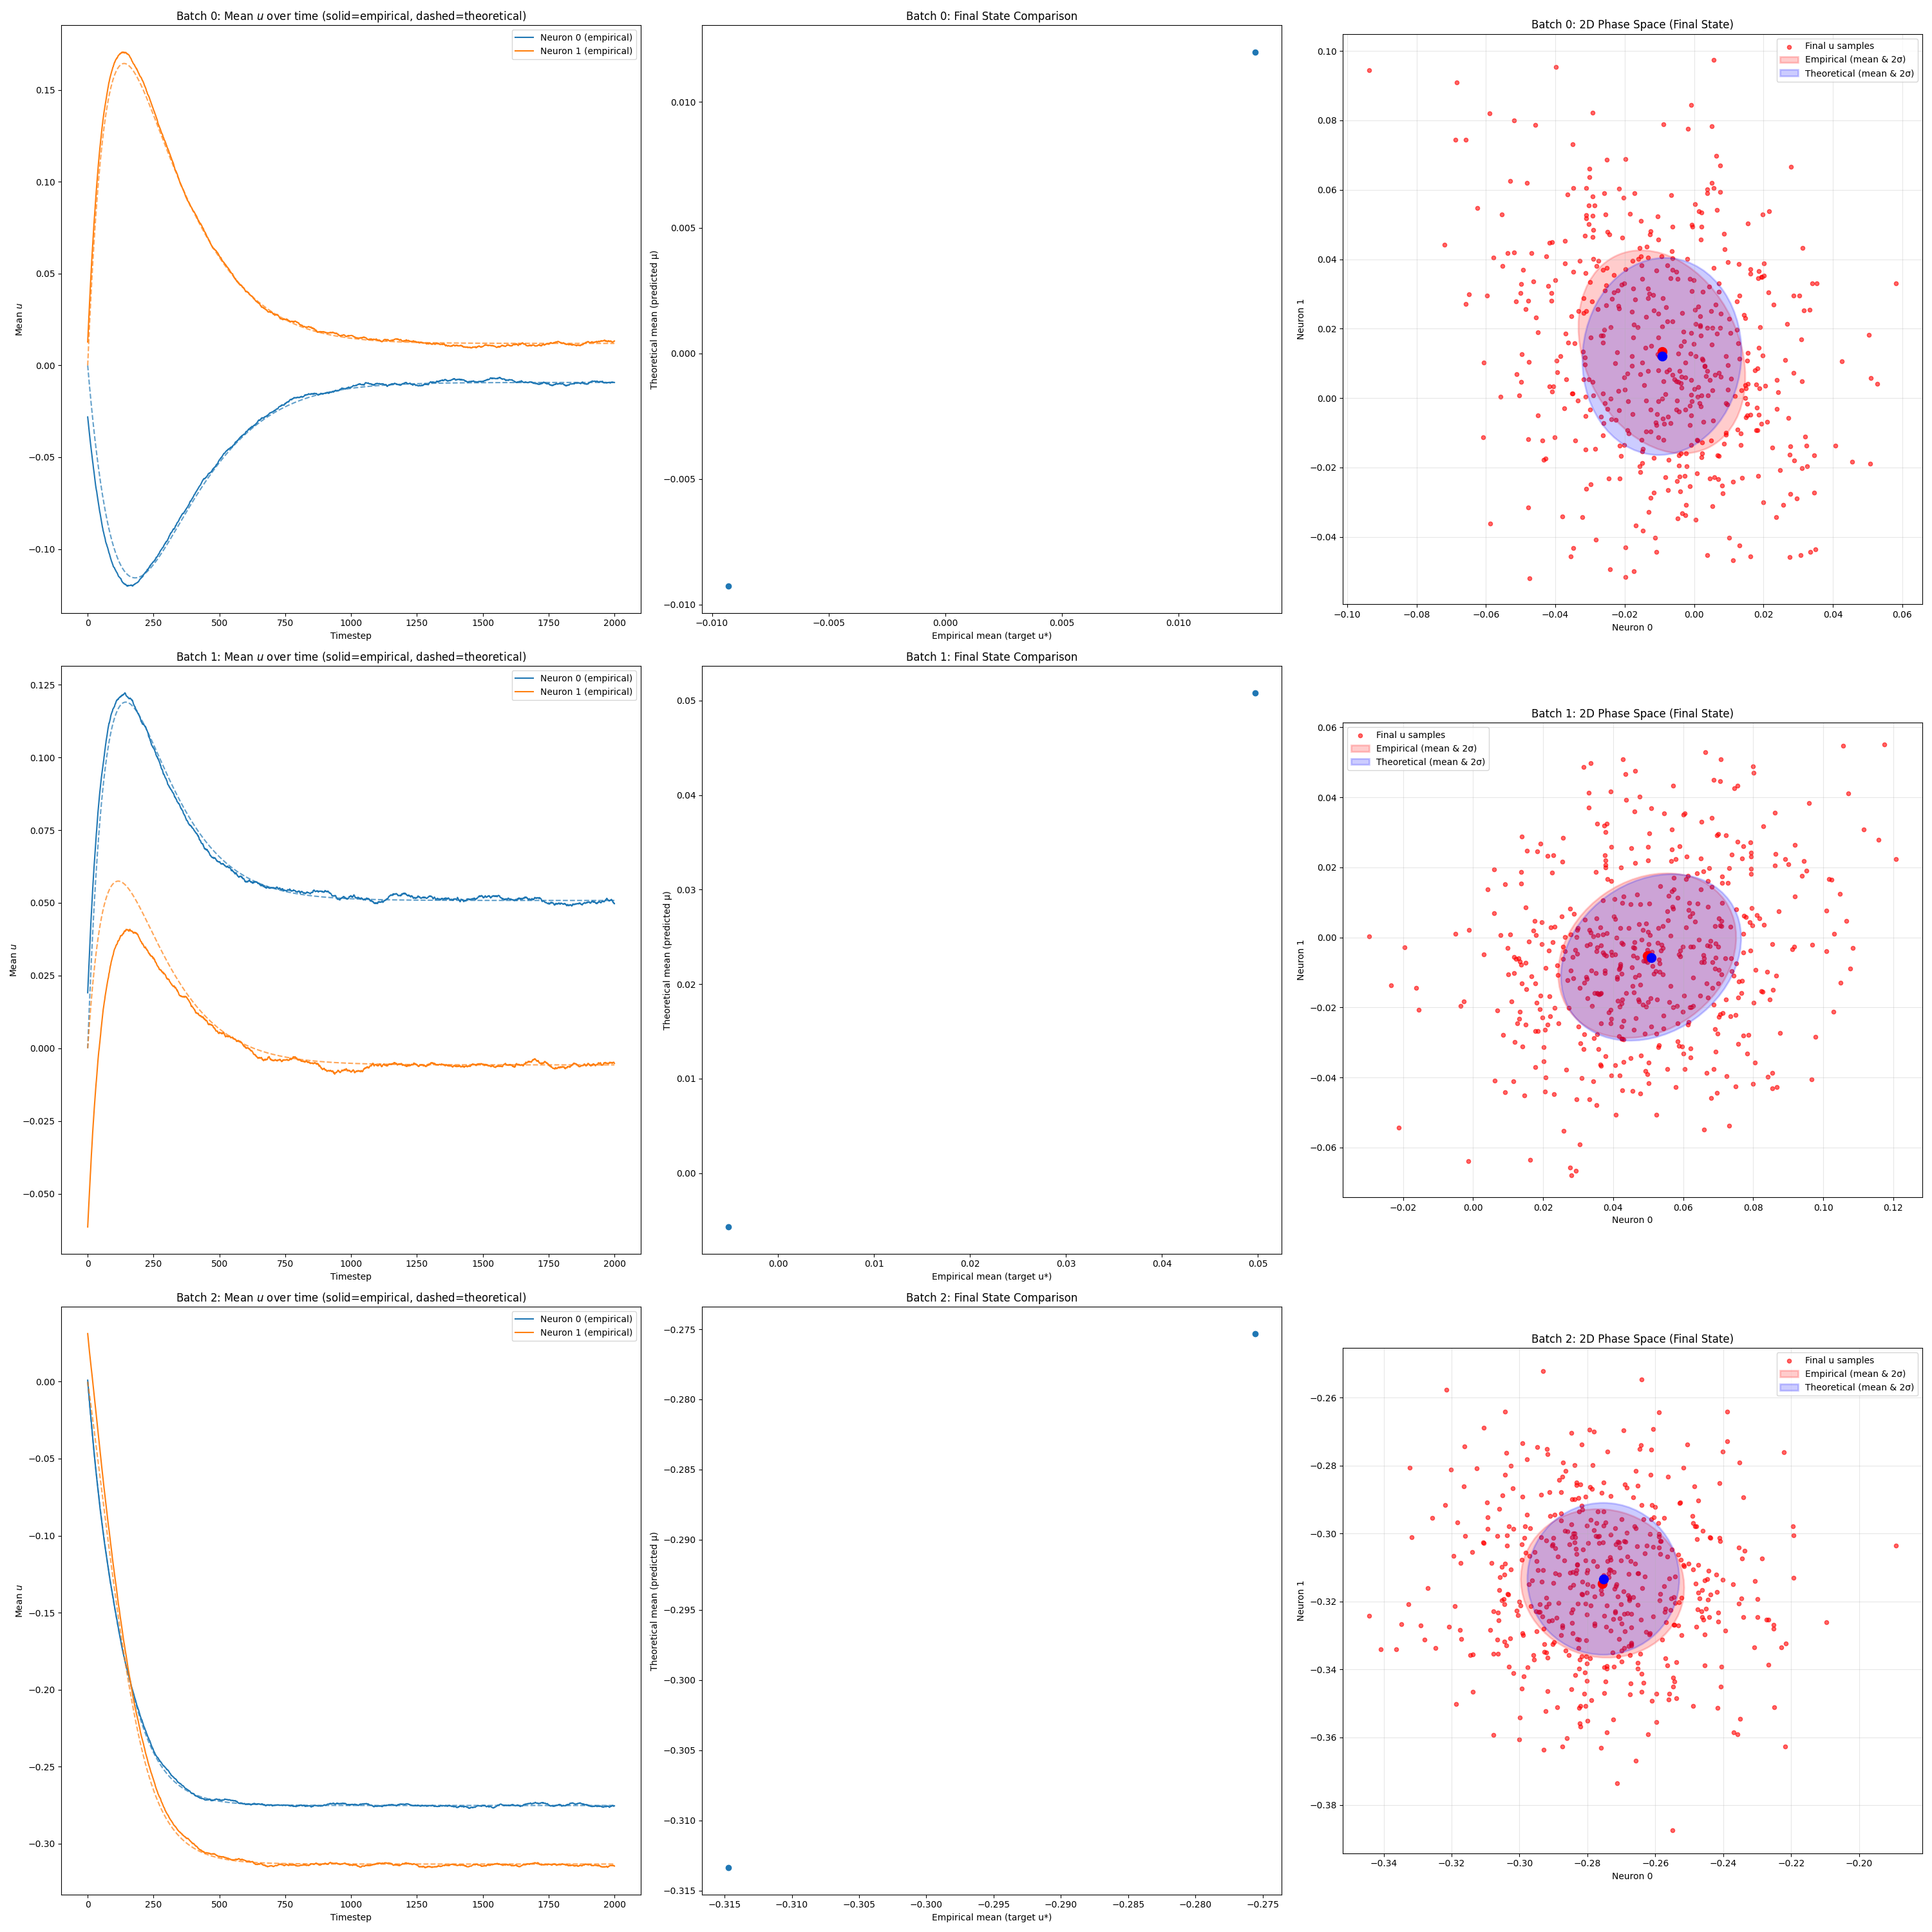 Batch 0: Mean u over time (solid=empirical, dashed=theoretical)
Neuron 0 (empirical)
Neuron 1 (empirical)
0.15
0.10
0.05
0.00
−0.05
−0.10
Mean u
0 250 500 750 1000 1250 1500 1750 2000
Timestep
Batch 0: Final State Comparison
0.010
0.005
0.000
−0.005
−0.010
Theoretical mean (predicted μ)
−0.010 −0.005 0.000 0.005 0.010
Empirical mean (target u*)
Batch 0: 2D Phase Space (Final State)
Final u samples
Empirical (mean & 2σ)
Theoretical (mean & 2σ)
0.10
0.08
0.06
0.04
0.02
0.00
−0.02
−0.04
Neuron 1
−0.10 −0.08 −0.06 −0.04 −0.02 0.00 0.02 0.04 0.06
Neuron 0
Batch 1: Mean u over time (solid=empirical, dashed=theoretical)
Neuron 0 (empirical)
Neuron 1 (empirical)
0.125
0.100
0.075
0.050
0.025
0.000
−0.025
−0.050
Mean u
0 250 500 750 1000 1250 1500 1750 2000
Timestep
Batch 1: Final State Comparison
0.05
0.04
0.03
0.02
0.01
0.00
Theoretical mean (predicted μ)
0.00 0.01 0.02 0.03 0.04 0.05
Empirical mean (target u*)
Batch 1: 2D Phase Space (Final State)
Final u samples
Empirical (mean & 2σ)
Theoretical (mean & 2σ)
0.06
0.04
0.02
0.00
−0.02
−0.04
−0.06
Neuron 1
−0.02 0.00 0.02 0.04 0.06 0.08 0.10 0.12
Neuron 0
Batch 2: Mean u over time (solid=empirical, dashed=theoretical)
Neuron 0 (empirical)
Neuron 1 (empirical)
0.00
−0.05
−0.10
−0.15
−0.20
−0.25
−0.30
Mean u
0 250 500 750 1000 1250 1500 1750 2000
Timestep
Batch 2: Final State Comparison
−0.275
−0.280
−0.285
−0.290
−0.295
−0.300
−0.305
−0.310
−0.315
Theoretical mean (predicted μ)
−0.315 −0.310 −0.305 −0.300 −0.295 −0.290 −0.285 −0.280 −0.275
Empirical mean (target u*)
Batch 2: 2D Phase Space (Final State)
Final u samples
Empirical (mean & 2σ)
Theoretical (mean & 2σ)
−0.26
−0.28
−0.30
−0.32
−0.34
−0.36
−0.38
Neuron 1
−0.34 −0.32 −0.30 −0.28 −0.26 −0.24 −0.22 −0.20
Neuron 0